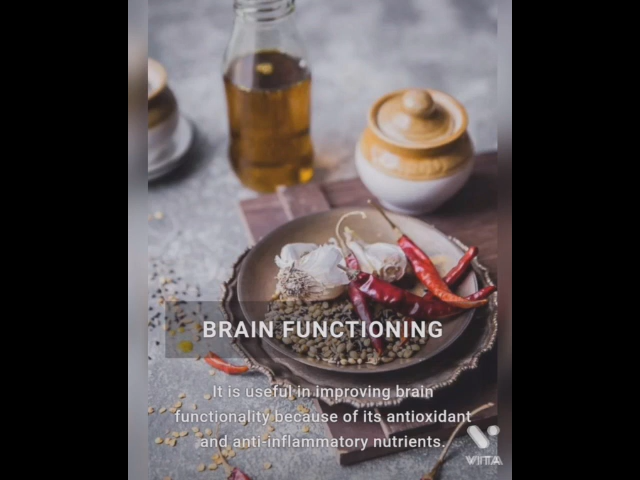 BRAIN FUNCTIONING
It is useful in improving brain
functionality because of its antioxidant
and anti-inflammatory nutrients.
VITA